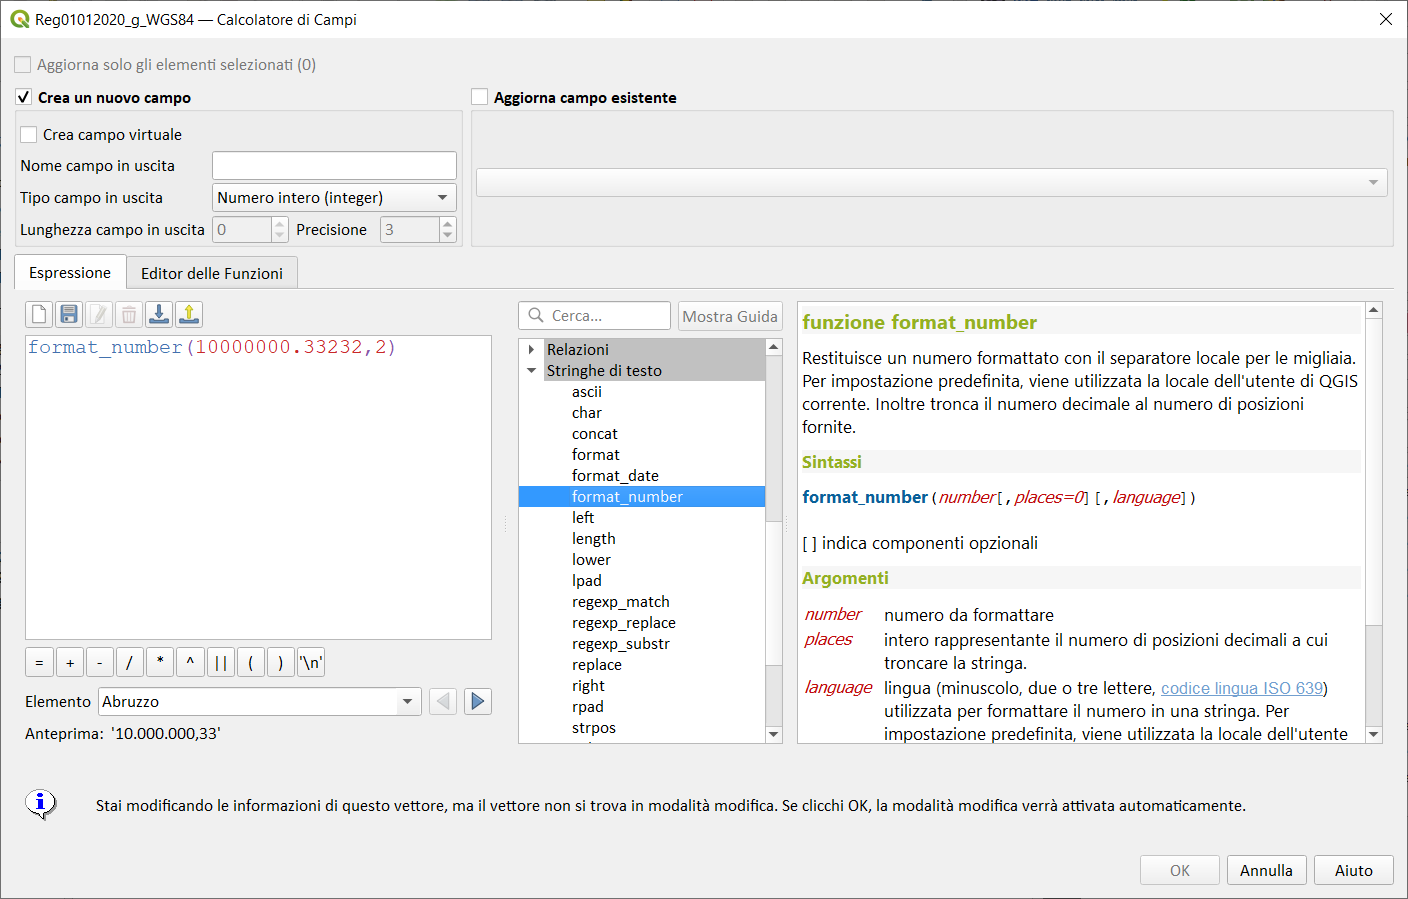 Reg01012020_g_WGS84 — Calcolatore di Campi
Aggiorna solo gli elementi selezionati (0)
Crea un nuovo campo
Aggiorna campo esistente
Crea campo virtuale
Nome campo in uscita
Tipo campo in uscita
Numero intero (integer)
Lunghezza campo in uscita
0
Precisione
3
Espressione
Editor delle Funzioni
format_number(10000000.33232,2)
=
+
-
/
*
^
||
(
)
'\n'
Elemento
Abruzzo
Anteprima: '10.000.000,33'
Cerca...
Mostra Guida
Relazioni
Stringhe di testo
ascii
char
concat
format
format_date
format_number
left
length
lower
lpad
regexp_match
regexp_replace
regexp_substr
replace
right
rpad
strpos
funzione format_number
Restituisce un numero formattato con il separatore locale per le migliaia.
Per impostazione predefinita, viene utilizzata la locale dell'utente di QGIS
corrente. Inoltre tronca il numero decimale al numero di posizioni
fornite.
Sintassi
format_number(number[,places=0][,language])
[ ] indica componenti opzionali
Argomenti
number numero da formattare
places intero rappresentante il numero di posizioni decimali a cui
troncare la stringa.
language lingua (minuscolo, due o tre lettere, codice lingua ISO 639)
utilizzata per formattare il numero in una stringa. Per
impostazione predefinita, viene utilizzata la locale dell'utente
Stai modificando le informazioni di questo vettore, ma il vettore non si trova in modalità modifica. Se clicchi OK, la modalità modifica verrà attivata automaticamente.
OK
Annulla
Aiuto